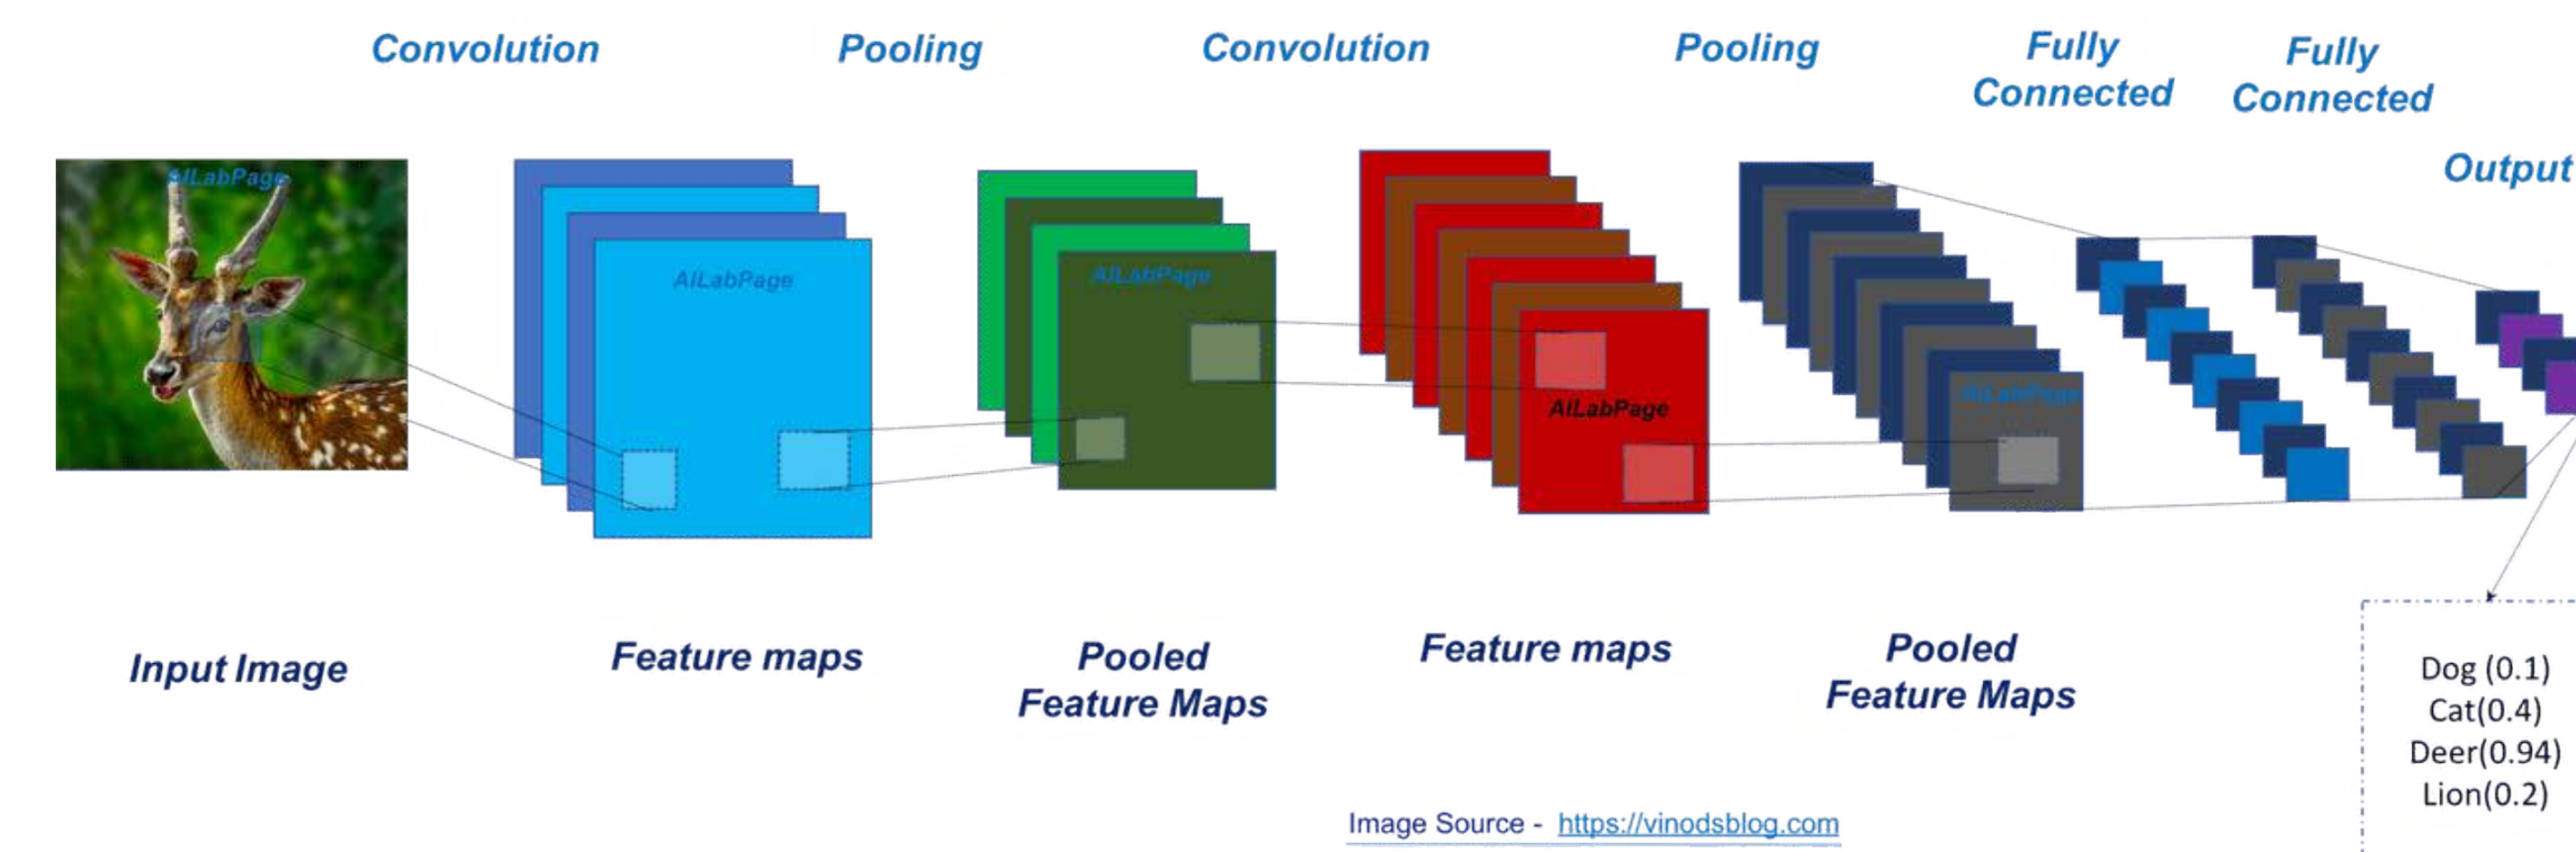 Convolution
Pooling
Convolution
Pooling
Fully
Connected
Fully
Connected
Output
AILabPage
AILabPage
AILabPage
AILabPage
AILabPage
Input Image
Feature maps
Pooled
Feature Maps
Feature maps
Pooled
Feature Maps
Dog (0.1)
Cat(0.4)
Deer(0.94)
Lion(0.2)
Image Source - https://vinodsblog.com